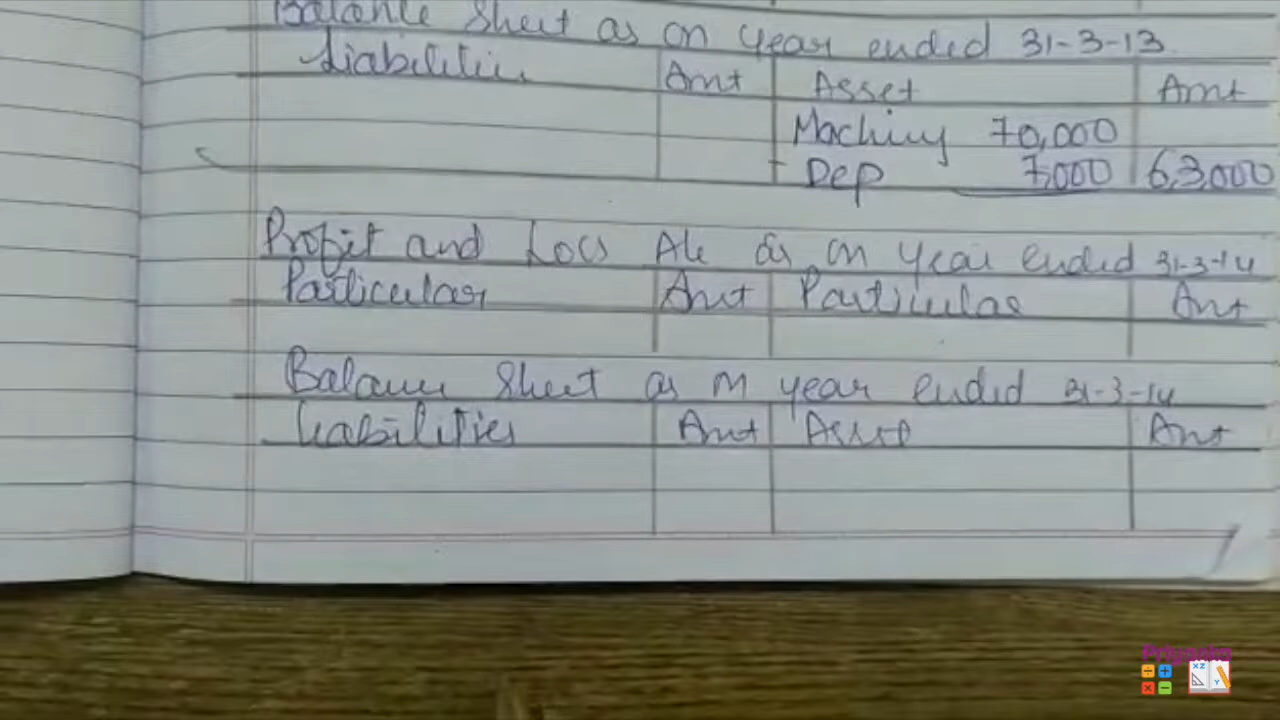 Balance Sheet as on year ended 31-3-13
Liabilities Amt Asset Amt
Machiny 70,000
- Dep 7,000 63,000
Profit and Loss A/c as on year ended 31-3-14
Particular Amt Particular Amt
Balance Sheet as on year ended 31-3-14
Liabilities Amt Asset Amt
Priyanka